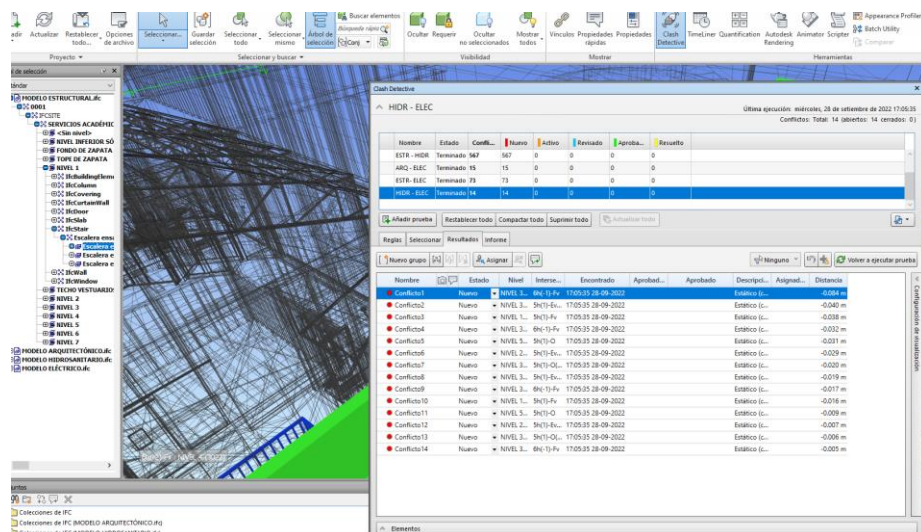 Actualizar
Restablecer todo...
Opciones de archivo
Seleccionar...
Guardar selección
Seleccionar todo
Seleccionar mismo
Árbol de selección
Buscar elementos
Búsqueda rápida
Conj
Ocultar
Requerir
Ocultar no seleccionados
Mostrar todos
Vínculos
Propiedades rápidas
Propiedades
Clash Detective
TimeLiner
Quantification
Autodesk Rendering
Animator
Scripter
Appearance Profiler
Batch Utility
Comparar
Proyecto
Seleccionar y buscar
Visibilidad
Mostrar
Herramientas
MODELO ESTRUCTURAL.ifc
0001
IFCSITE
SERVICIOS ACADÉMIC
<Sin nivel>
NIVEL INFERIOR SÓ
FONDO DE ZAPATA
TOPE DE ZAPATA
NIVEL 1
IfcBuildingEleme
IfcColumn
IfcCovering
IfcCurtainWall
IfcDoor
IfcSlab
IfcStair
Escalera ens
Escalera e
Escalera e
Escalera e
IfcWall
IfcWindow
TECHO VESTUARIO
NIVEL 2
NIVEL 3
NIVEL 4
NIVEL 5
NIVEL 6
NIVEL 7
MODELO ARQUITECTÓNICO.ifc
MODELO HIDROSANITARIO.ifc
MODELO ELÉCTRICO.ifc
Colecciones de IFC
Colecciones de IFC (MODELO ARQUITECTÓNICO.ifc)
Clash Detective
HIDR - ELEC
Última ejecución: miércoles, 28 de setiembre de 2022 17:05:35
Conflictos: Total: 14 (abiertos: 14 cerrados: 0)
Nombre Estado Confli... Nuevo Activo Revisado Aproba... Resuelto
ESTR - HIDR Terminado 567 567 0 0 0 0
ARQ - ELEC Terminado 15 15 0 0 0 0
ESTR- ELEC Terminado 73 73 0 0 0 0
HIDR - ELEC Terminado 14 14 0 0 0 0
Añadir prueba Restablecer todo Compactar todo Suprimir todo Actualizar todo
Reglas Seleccionar Resultados Informe
Nuevo grupo Asignar Ninguno Volver a ejecutar prueba
Nombre Estado Nivel Interse... Encontrado Aprobad... Aprobado Descripci... Asignad... Distancia
Conflicto1 Nuevo NIVEL 3... 6h(-1)-Fv 17:05:35 28-09-2022 Estático (c... -0.084 m
Conflicto2 Nuevo NIVEL 3... 5h(1)-Ev... 17:05:35 28-09-2022 Estático (c... -0.040 m
Conflicto3 Nuevo NIVEL 1... 5h(1)-Fv 17:05:35 28-09-2022 Estático (c... -0.038 m
Conflicto4 Nuevo NIVEL 3... 6h(-1)-Fv 17:05:35 28-09-2022 Estático (c... -0.032 m
Conflicto5 Nuevo NIVEL 5... 5h(1)-O 17:05:35 28-09-2022 Estático (c... -0.031 m
Conflicto6 Nuevo NIVEL 2... 5h(1)-Ev... 17:05:35 28-09-2022 Estático (c... -0.029 m
Conflicto7 Nuevo NIVEL 3... 5h(1)-O(... 17:05:35 28-09-2022 Estático (c... -0.020 m
Conflicto8 Nuevo NIVEL 3... 5h(1)-Ev... 17:05:35 28-09-2022 Estático (c... -0.019 m
Conflicto9 Nuevo NIVEL 3... 6h(-1)-Fv 17:05:35 28-09-2022 Estático (c... -0.017 m
Conflicto10 Nuevo NIVEL 1... 5h(1)-Fv 17:05:35 28-09-2022 Estático (c... -0.016 m
Conflicto11 Nuevo NIVEL 5... 5h(1)-O 17:05:35 28-09-2022 Estático (c... -0.009 m
Conflicto12 Nuevo NIVEL 2... 5h(1)-Ev... 17:05:35 28-09-2022 Estático (c... -0.007 m
Conflicto13 Nuevo NIVEL 3... 5h(1)-O(... 17:05:35 28-09-2022 Estático (c... -0.006 m
Conflicto14 Nuevo NIVEL 3... 6h(-1)-Fv 17:05:35 28-09-2022 Estático (c... -0.005 m
Configuración de visualización
Elementos